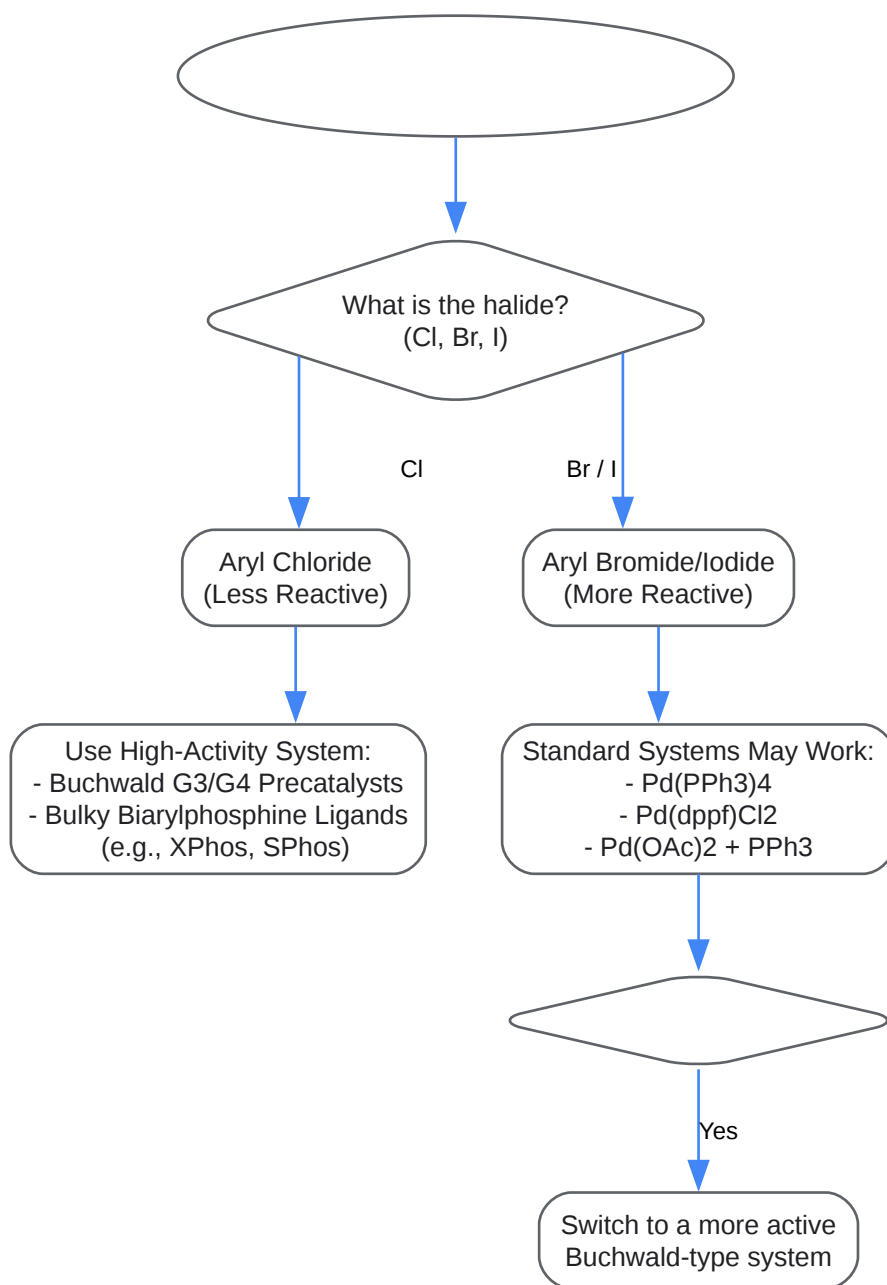 What is the halide?
(Cl, Br, I)
Cl
Br / I
Aryl Chloride
(Less Reactive)
Aryl Bromide/Iodide
(More Reactive)
Use High-Activity System:
- Buchwald G3/G4 Precatalysts
- Bulky Biarylphosphine Ligands
(e.g., XPhos, SPhos)
Standard Systems May Work:
- Pd(PPh3)4
- Pd(dppf)Cl2
- Pd(OAc)2 + PPh3
Yes
Switch to a more active
Buchwald-type system